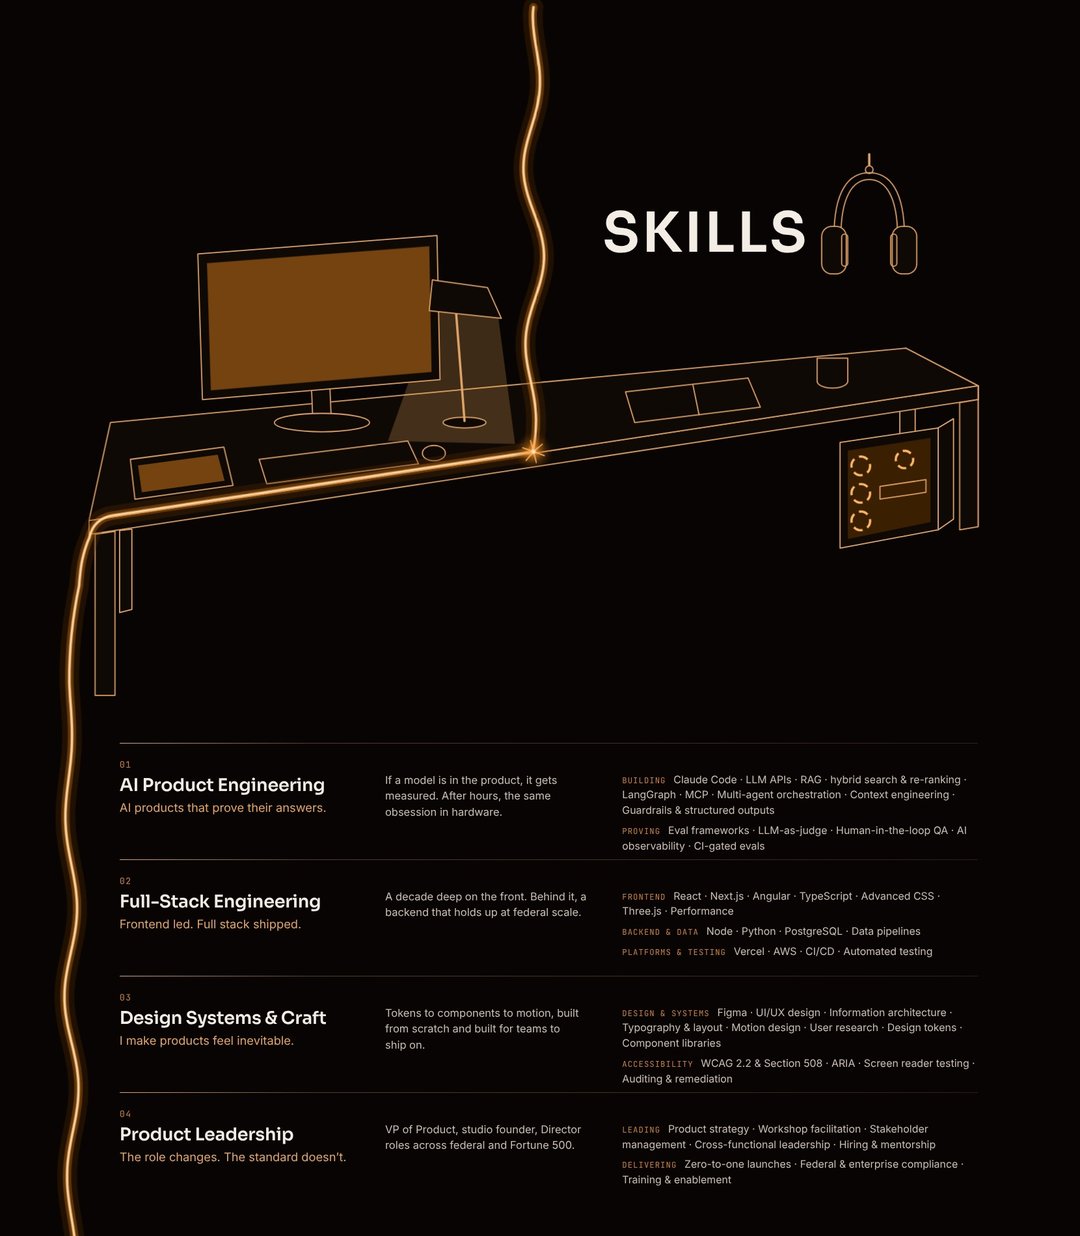 SKILLS
01
AI Product Engineering
AI products that prove their answers.
If a model is in the product, it gets
measured. After hours, the same
obsession in hardware.
BUILDING Claude Code · LLM APIs · RAG · hybrid search & re-ranking ·
LangGraph · MCP · Multi-agent orchestration · Context engineering ·
Guardrails & structured outputs
PROVING Eval frameworks · LLM-as-judge · Human-in-the-loop QA · AI
observability · CI-gated evals
02
Full-Stack Engineering
Frontend led. Full stack shipped.
A decade deep on the front. Behind it, a
backend that holds up at federal scale.
FRONTEND React · Next.js · Angular · TypeScript · Advanced CSS ·
Three.js · Performance
BACKEND & DATA Node · Python · PostgreSQL · Data pipelines
PLATFORMS & TESTING Vercel · AWS · CI/CD · Automated testing
03
Design Systems & Craft
I make products feel inevitable.
Tokens to components to motion, built
from scratch and built for teams to
ship on.
DESIGN & SYSTEMS Figma · UI/UX design · Information architecture ·
Typography & layout · Motion design · User research · Design tokens ·
Component libraries
ACCESSIBILITY WCAG 2.2 & Section 508 · ARIA · Screen reader testing ·
Auditing & remediation
04
Product Leadership
The role changes. The standard doesn't.
VP of Product, studio founder, Director
roles across federal and Fortune 500.
LEADING Product strategy · Workshop facilitation · Stakeholder
management · Cross-functional leadership · Hiring & mentorship
DELIVERING Zero-to-one launches · Federal & enterprise compliance ·
Training & enablement